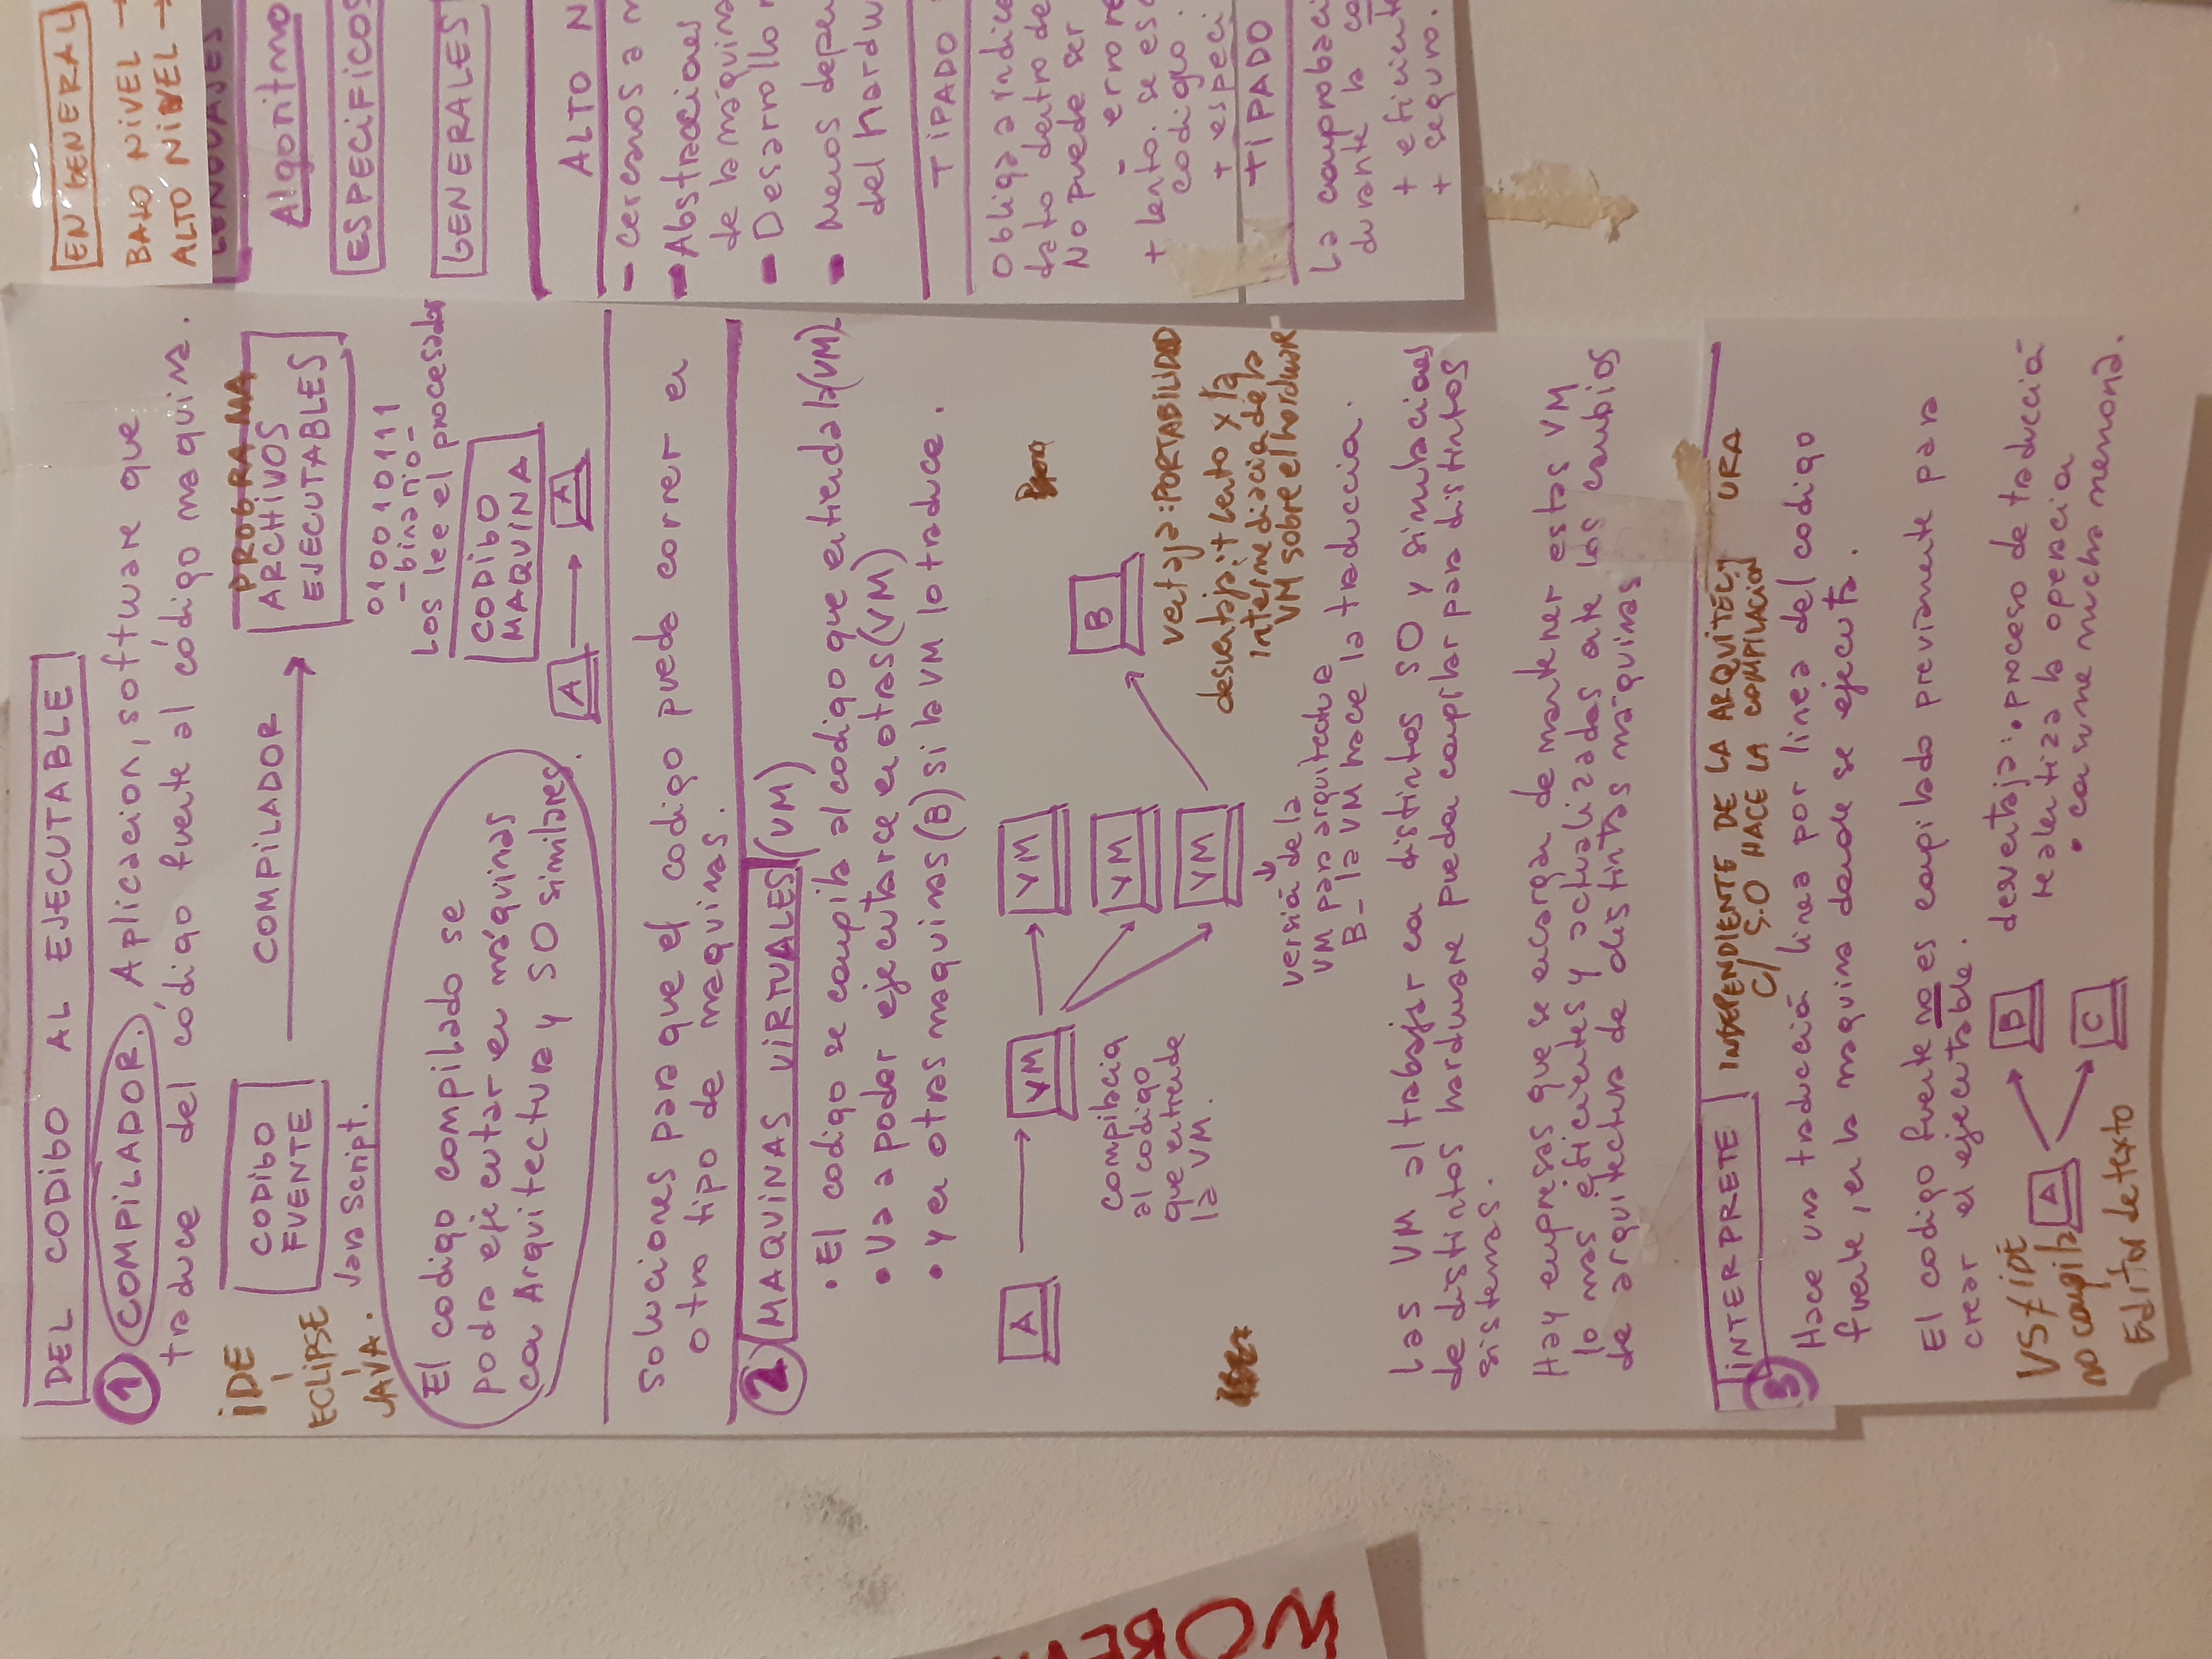 DEL CODIGO AL EJECUTABLE
1 COMPILADOR. Aplicacion, software que
traduce del código fuente al código maquina.
IDE
ECLIPSE
JAVA.
CODIGO
FUENTE
Java Script.
COMPILADOR
PROGRAMA
ARCHIVOS
EJECUTABLES
010010111
-binario-
Los lee el procesador
CODIGO
MAQUINA
A
A
El codigo compilado se
podra ejecutar en máquinas
con Arquitectura y SO similares.
Soluciones para que el codigo pueda correr en
otro tipo de maquinas.
2 MAQUINAS VIRTUALES (VM)
• El codigo se compila al codigo que entienda la (VM).
• Va a poder ejecutarce en otras (VM)
• y en otras maquinas (B) si la VM lo traduce.
A
VM
VM
VM
VM
B
compilacion
al codigo
que entiende
la VM.
ventaja: PORTABILIDAD
desventaja: + lento x la
intermediacion de la
VM sobre el hardware
versión de la
VM para arquitectura
B- la VM hace la traduccion.
Las VM al trabajar con distintos SO y simulaciones
de distintos hardware pueden compilar para distintos
sistemas.
Hay empresas que se encargan de mantener estas VM
lo mas eficientes y actualizadas ante los cambios
de arquitectura de distintas máquinas
3 INTERPRETE
INDEPENDIENTE DE LA ARQUITECT URA
C/ S.O HACE LA COMPILACIÓN
Hace una traducción linea por linea del codigo
fuente, en la maquina donde se ejecuta.
El codigo fuente no es compilado previamente para
crear el ejecutable.
VS ≠ ide
no compila
Editor de texto
A
B
C
desventaja: • proceso de traducción
realentiza la operacion
• consume mucha memoria.
EN GENERAL
BAJO NIVEL →
ALTO NIVEL →
LENGUAJES
Algoritmo
ESPECIFICOS
GENERALES
ALTO N
- cercanos a m
- Abstracciones
de la máquina
- Desarrollo
- Menos depe
del hardw
TIPADO
Obliga a indica
dato dentro de
No puede ser
- errore
+ lento. se es
codigo.
+ especi
TIPADO
La comprobaci
durante la co
+ eficiente
+ seguro.